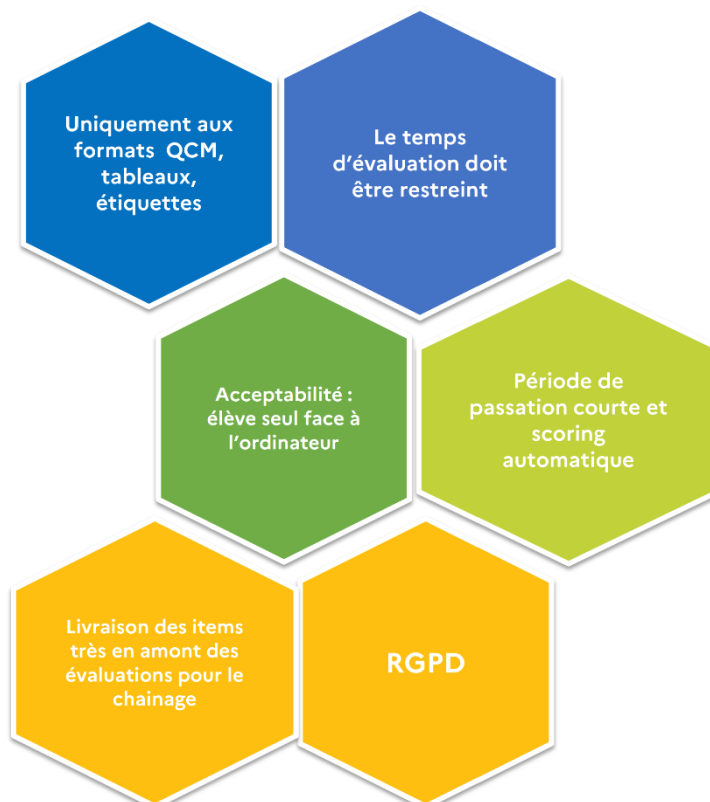 Uniquement aux
formats QCM,
tableaux,
étiquettes
Le temps
d’évaluation doit
être restreint
Acceptabilité :
élève seul face à
l’ordinateur
Période de
passation courte et
scoring
automatique
Livraison des items
très en amont des
évaluations pour le
chainage
RGPD